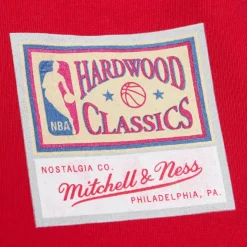 HARDWOOD
CLASSICS
NBA
NOSTALGIA CO.
Mitchell & Ness
PHILADELPHIA, PA.